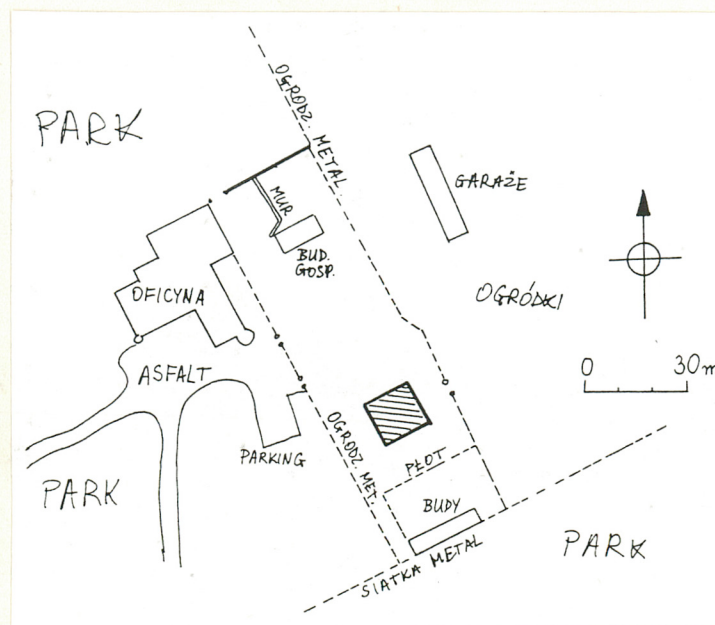 OGRODZ. METAL.
PARK
GARAŻE
MUR
BUD.
GOSP.
OFICYNA
OGRÓDKI
0 30m
ASFALT
OGRODZ. MET.
PARKING
PŁOT
PARK
BUDY
PARK
SIATKA METAL